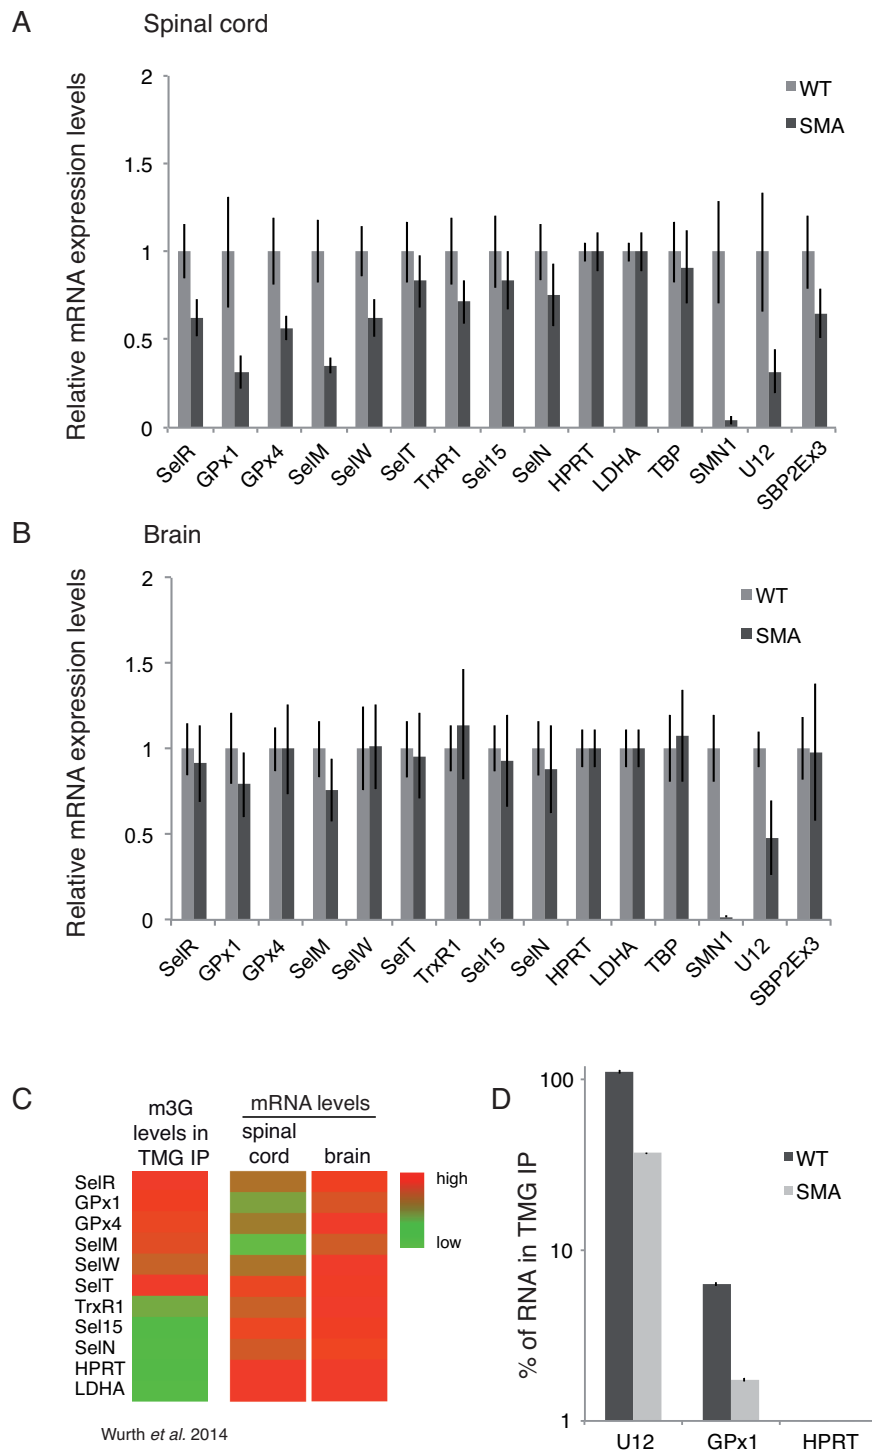 A
Spinal cord
Relative mRNA expression levels
2
1.5
1
0.5
0
WT
SMA
SelR
GPx1
GPx4
SelM
SelW
SelT
TrxR1
Sel15
SelN
HPRT
LDHA
TBP
SMN1
U12
SBP2Ex3
B
Brain
Relative mRNA expression levels
2
1.5
1
0.5
0
WT
SMA
SelR
GPx1
GPx4
SelM
SelW
SelT
TrxR1
Sel15
SelN
HPRT
LDHA
TBP
SMN1
U12
SBP2Ex3
C
m3G
levels in
TMG IP
mRNA levels
spinal
cord
brain
SelR
GPx1
GPx4
SelM
SelW
SelT
TrxR1
Sel15
SelN
HPRT
LDHA
high
low
Wurth et al. 2014
D
% of RNA in TMG IP
100
10
1
WT
SMA
U12
GPx1
HPRT